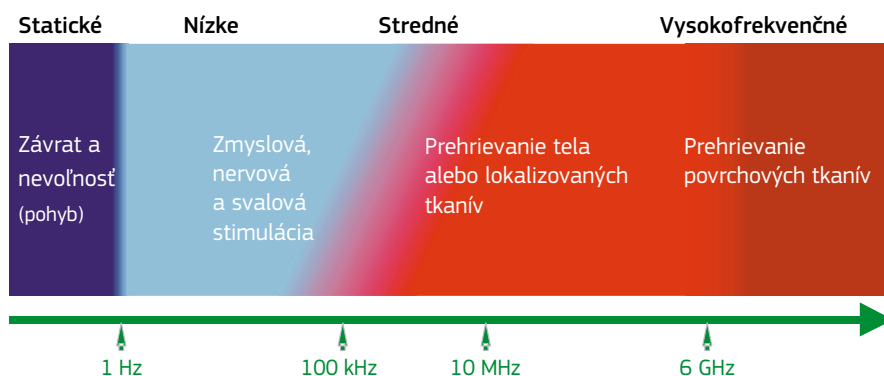 Statické Nízke Stredné Vysokofrekvenčné
Závrat a
nevoľnosť
(pohyb)
Zmyslová,
nervová
a svalová
stimulácia
Prehrievanie tela
alebo lokalizovaných
tkanív
Prehrievanie
povrchových tkanív
1 Hz 100 kHz 10 MHz 6 GHz